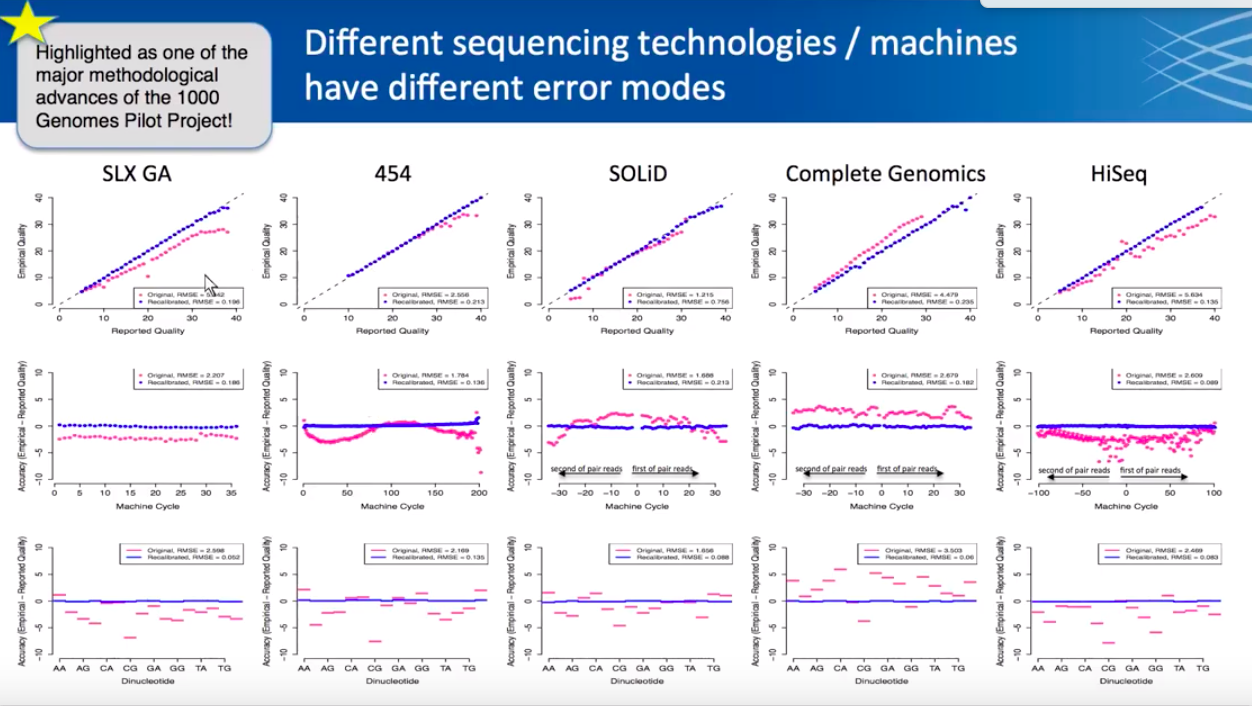 Highlighted as one of the
major methodological
advances of the 1000
Genomes Pilot Project!
Different sequencing technologies / machines
have different error modes
SLX GA
454
SOLiD
Complete Genomics
HiSeq
Empirical Quality
0 10 20 30 40
Original, RMSE =
Recalibrated, RMSE = 0.196
0 10 20 30 40
Reported Quality
Empirical Quality
0 10 20 30 40
Original, RMSE = 2.556
Recalibrated, RMSE = 0.213
0 10 20 30 40
Reported Quality
Empirical Quality
0 10 20 30 40
Original, RMSE = 1.215
Recalibrated, RMSE = 0.756
0 10 20 30 40
Reported Quality
Empirical Quality
0 10 20 30 40
Original, RMSE = 4.479
Recalibrated, RMSE = 0.235
0 10 20 30 40
Reported Quality
Empirical Quality
0 10 20 30 40
Original, RMSE = 5.634
Recalibrated, RMSE = 0.135
0 10 20 30 40
Reported Quality
Accuracy (Empirical − Reported Quality)
−10 −5 0 5 10
Original, RMSE = 2.207
Recalibrated, RMSE = 0.186
0 5 10 15 20 25 30 35
Machine Cycle
Accuracy (Empirical − Reported Quality)
−10 −5 0 5 10
Original, RMSE = 1.784
Recalibrated, RMSE = 0.136
0 50 100 150 200
Machine Cycle
Accuracy (Empirical − Reported Quality)
−10 −5 0 5 10
Original, RMSE = 1.688
Recalibrated, RMSE = 0.213
second of pair reads first of pair reads
−30 −20 −10 0 10 20 30
Machine Cycle
Accuracy (Empirical − Reported Quality)
−10 −5 0 5 10
Original, RMSE = 2.679
Recalibrated, RMSE = 0.182
second of pair reads first of pair reads
−30 −20 −10 0 10 20 30
Machine Cycle
Accuracy (Empirical − Reported Quality)
−10 −5 0 5 10
Original, RMSE = 2.609
Recalibrated, RMSE = 0.089
second of pair reads first of pair reads
−100 −50 0 50 100
Machine Cycle
Accuracy (Empirical − Reported Quality)
−10 −5 0 5 10
Original, RMSE = 2.598
Recalibrated, RMSE = 0.052
AA AG CA CG GA GG TA TG
Dinucleotide
Accuracy (Empirical − Reported Quality)
−10 −5 0 5 10
Original, RMSE = 2.169
Recalibrated, RMSE = 0.135
AA AG CA CG GA GG TA TG
Dinucleotide
Accuracy (Empirical − Reported Quality)
−10 −5 0 5 10
Original, RMSE = 1.656
Recalibrated, RMSE = 0.088
AA AG CA CG GA GG TA TG
Dinucleotide
Accuracy (Empirical − Reported Quality)
−10 −5 0 5 10
Original, RMSE = 3.503
Recalibrated, RMSE = 0.06
AA AG CA CG GA GG TA TG
Dinucleotide
Accuracy (Empirical − Reported Quality)
−10 −5 0 5 10
Original, RMSE = 2.469
Recalibrated, RMSE = 0.083
AA AG CA CG GA GG TA TG
Dinucleotide